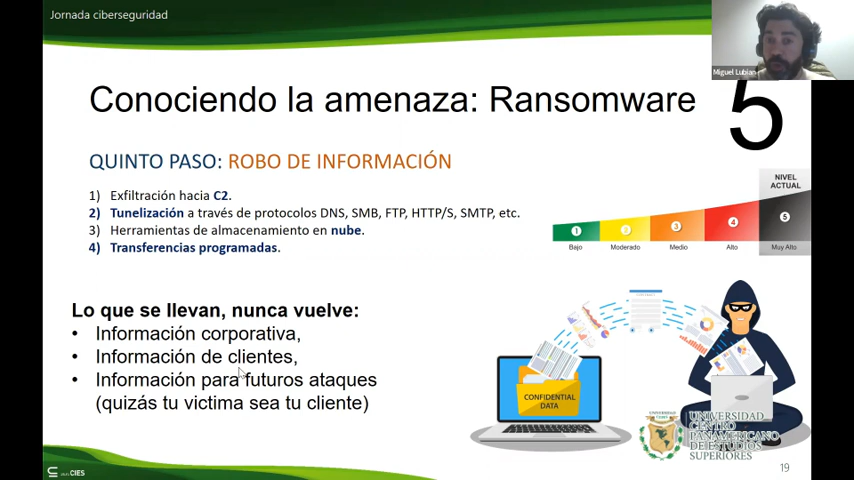 Jornada ciberseguridad
Miguel Lubian
Conociendo la amenaza: Ransomware
5
QUINTO PASO: ROBO DE INFORMACIÓN
1) Exfiltración hacia C2.
2) Tunelización a través de protocolos DNS, SMB, FTP, HTTP/S, SMTP, etc.
3) Herramientas de almacenamiento en nube.
4) Transferencias programadas.
NIVEL
ACTUAL
1 2 3 4 5
Bajo Moderado Medio Alto Muy Alto
Lo que se llevan, nunca vuelve:
• Información corporativa,
• Información de clientes,
• Información para futuros ataques
(quizás tu victima sea tu cliente)
CONFIDENTIAL
DATA
UNIVERSIDAD
CENTRO
PANAMERICANO
DE ESTUDIOS
SUPERIORES
CIES
19